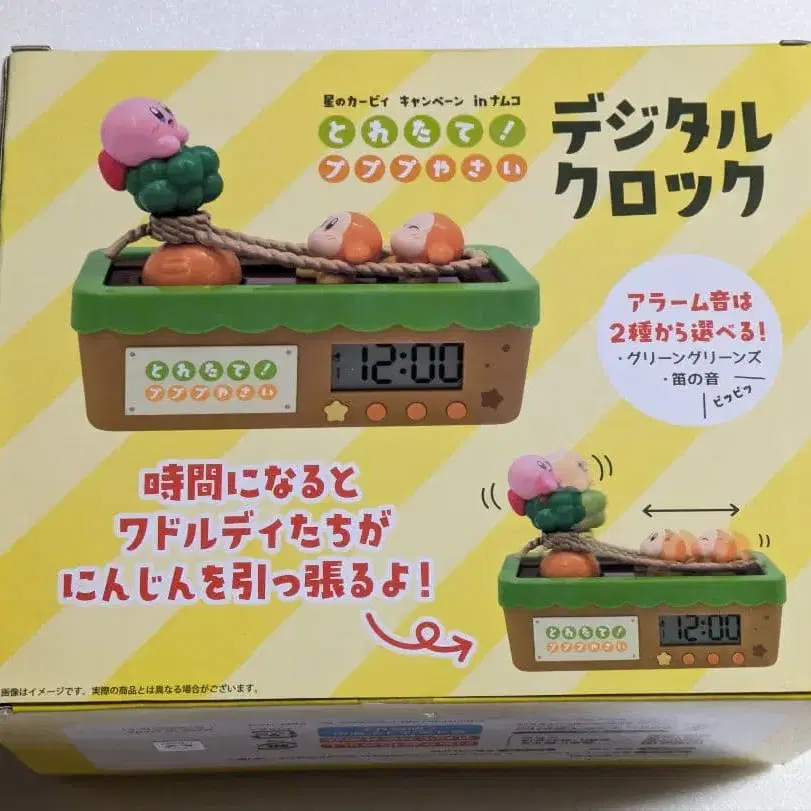 星のカービィ キャンペーン inナムコ
とれたて!
プププやさい
デジタル
クロック
アラーム音は
2種から選べる!
・グリーングリーンズ
・笛の音
ピッピッ
とれたて!
プププやさい
12:00
時間になると
ワドルディたちが
にんじんを引っ張るよ!
とれたて!
プププやさい
12:00
画像はイメージです。実際の商品とは異なる場合がございます。